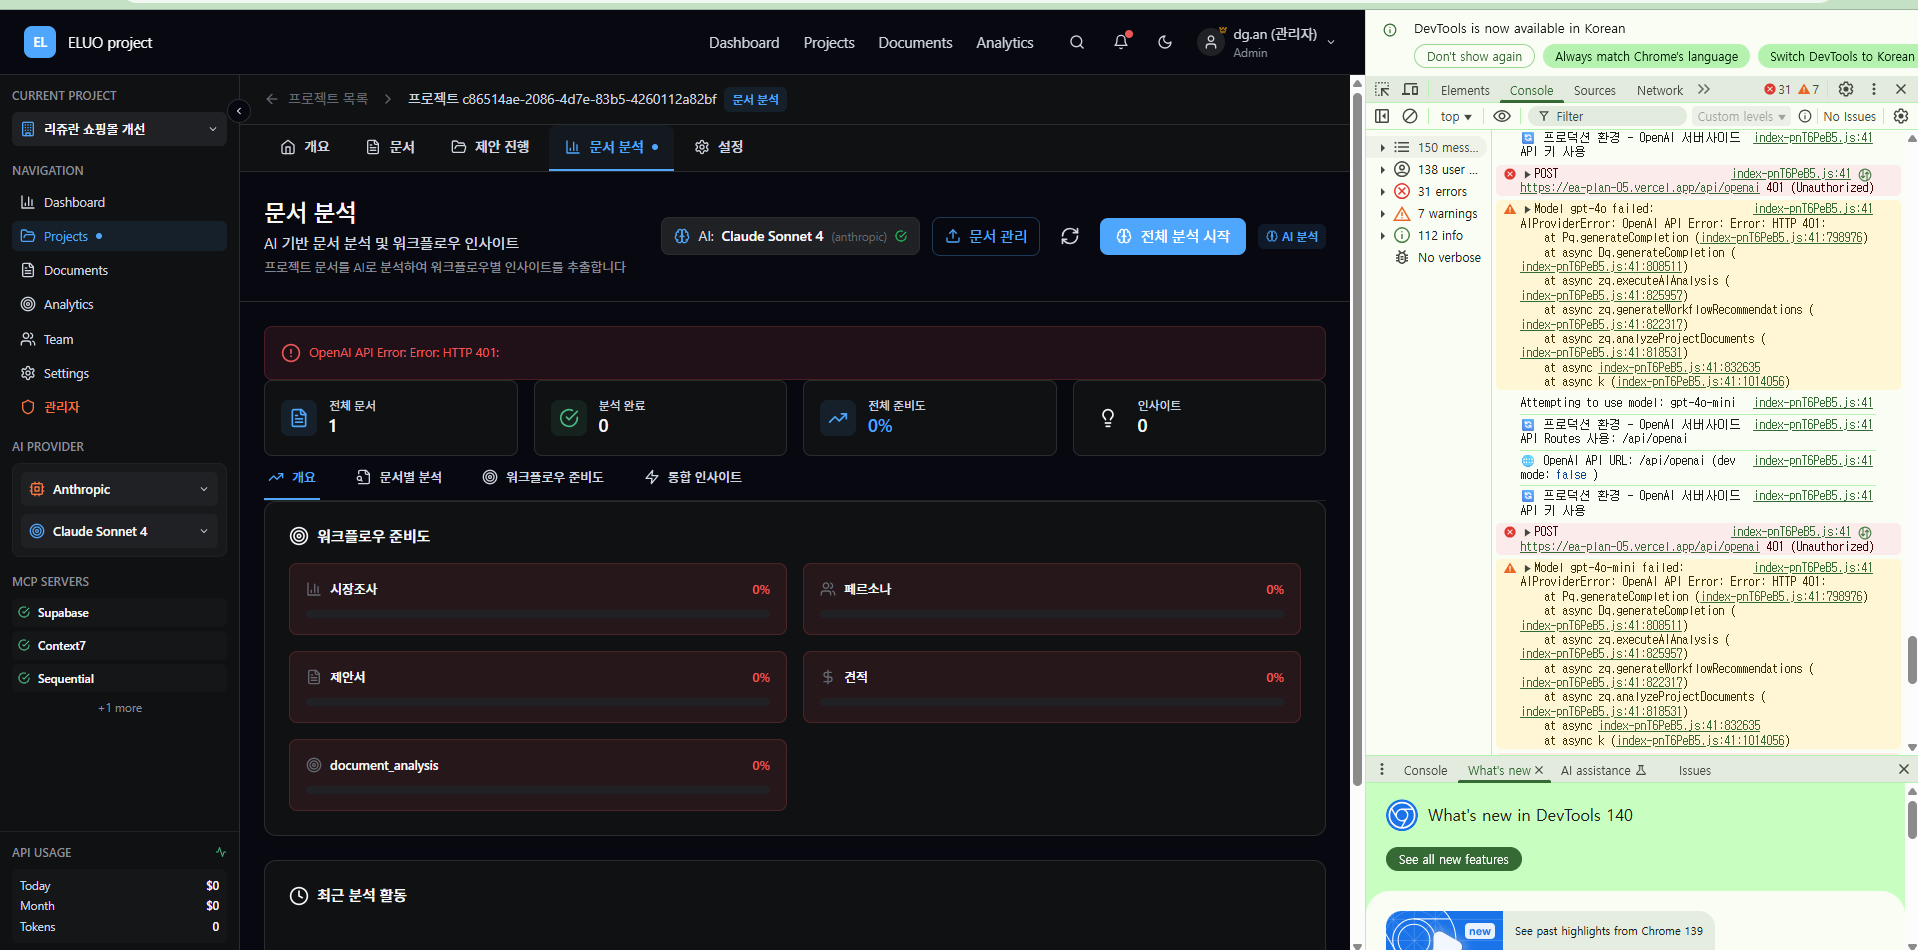 EL
ELUO project
Dashboard
Projects
Documents
Analytics
dg.an (관리자)
Admin
CURRENT PROJECT
리쥬란 쇼핑몰 개선
NAVIGATION
Dashboard
Projects
Documents
Analytics
Team
Settings
관리자
AI PROVIDER
Anthropic
Claude Sonnet 4
MCP SERVERS
Supabase
Context7
Sequential
+1 more
API USAGE
Today $0
Month $0
Tokens 0
프로젝트 목록
프로젝트 c86514ae-2086-4d7e-83b5-4260112a82bf
문서 분석
개요
문서
제안 진행
문서 분석
설정
문서 분석
AI 기반 문서 분석 및 워크플로우 인사이트
프로젝트 문서를 AI로 분석하여 워크플로우별 인사이트를 추출합니다
AI: Claude Sonnet 4 (anthropic)
문서 관리
전체 분석 시작
AI 분석
OpenAI API Error: Error: HTTP 401:
전체 문서
1
분석 완료
0
전체 준비도
0%
인사이트
0
개요
문서별 분석
워크플로우 준비도
통합 인사이트
워크플로우 준비도
시장조사 0%
페르소나 0%
제안서 0%
견적 0%
document_analysis 0%
최근 분석 활동
DevTools is now available in Korean
Don't show again
Always match Chrome's language
Switch DevTools to Korean
Elements
Console
Sources
Network
31
7
top
Filter
Custom levels
No Issues
150 mess...
138 user ...
31 errors
7 warnings
112 info
No verbose
프로덕션 환경 - OpenAI 서버사이드 index-pnT6PeB5.js:41
API 키 사용
POST index-pnT6PeB5.js:41
https://ea-plan-05.vercel.app/api/openai 401 (Unauthorized)
Model gpt-4o failed: index-pnT6PeB5.js:41
AIProviderError: OpenAI API Error: Error: HTTP 401:
at Pq.generateCompletion (index-pnT6PeB5.js:41:798976)
at async Dq.generateCompletion (
index-pnT6PeB5.js:41:808511)
at async zq.executeAIAnalysis (
index-pnT6PeB5.js:41:825957)
at async zq.generateWorkflowRecommendations (
index-pnT6PeB5.js:41:822317)
at async zq.analyzeProjectDocuments (
index-pnT6PeB5.js:41:818531)
at async index-pnT6PeB5.js:41:832635
at async k (index-pnT6PeB5.js:41:1014056)
Attempting to use model: gpt-4o-mini index-pnT6PeB5.js:41
프로덕션 환경 - OpenAI 서버사이드 index-pnT6PeB5.js:41
API Routes 사용: /api/openai
OpenAI API URL: /api/openai (dev index-pnT6PeB5.js:41
mode: false )
프로덕션 환경 - OpenAI 서버사이드 index-pnT6PeB5.js:41
API 키 사용
POST index-pnT6PeB5.js:41
https://ea-plan-05.vercel.app/api/openai 401 (Unauthorized)
Model gpt-4o-mini failed: index-pnT6PeB5.js:41
AIProviderError: OpenAI API Error: Error: HTTP 401:
at Pq.generateCompletion (index-pnT6PeB5.js:41:798976)
at async Dq.generateCompletion (
index-pnT6PeB5.js:41:808511)
at async zq.executeAIAnalysis (
index-pnT6PeB5.js:41:825957)
at async zq.generateWorkflowRecommendations (
index-pnT6PeB5.js:41:822317)
at async zq.analyzeProjectDocuments (
index-pnT6PeB5.js:41:818531)
at async index-pnT6PeB5.js:41:832635
at async k (index-pnT6PeB5.js:41:1014056)
Console
What's new
AI assistance
Issues
What's new in DevTools 140
See all new features
new
See past highlights from Chrome 139